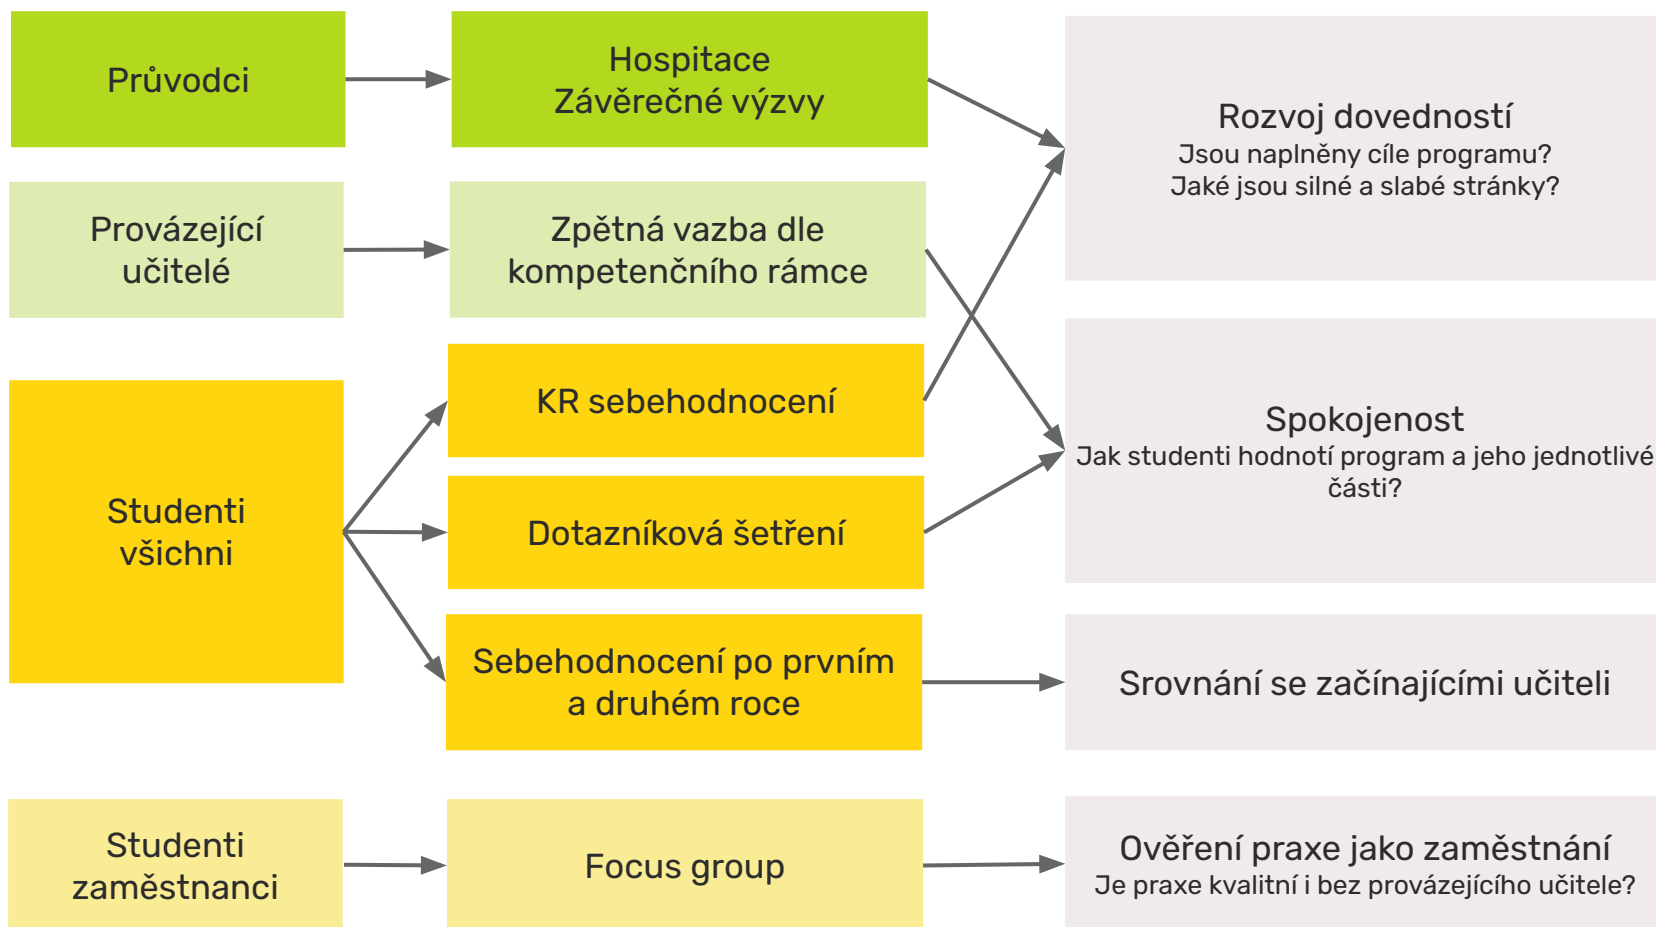 Průvodci
Hospitace
Závěrečné výzvy
Rozvoj dovedností
Jsou naplněny cíle programu?
Jaké jsou silné a slabé stránky?
Provázející
učitelé
Zpětná vazba dle
kompetenčního rámce
Studenti
všichni
KR sebehodnocení
Dotazníková šetření
Sebehodnocení po prvním
a druhém roce
Spokojenost
Jak studenti hodnotí program a jeho jednotlivé
části?
Srovnání se začínajícími učiteli
Studenti
zaměstnanci
Focus group
Ověření praxe jako zaměstnání
Je praxe kvalitní i bez provázejícího učitele?